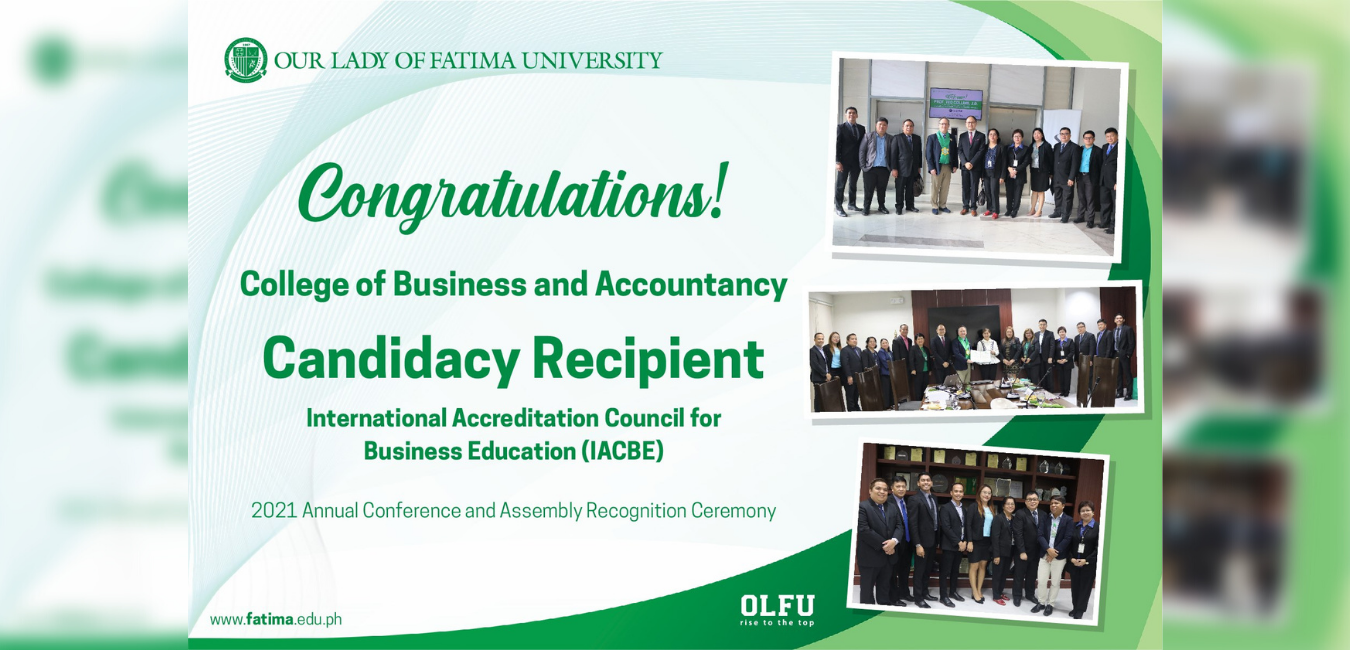 OUR LADY OF FATIMA UNIVERSITY
Congratulations!
College of Business and Accountancy
Candidacy Recipient
International Accreditation Council for
Business Education (IACBE)
2021 Annual Conference and Assembly Recognition Ceremony
www.fatima.edu.ph
OLFU
rise to the top